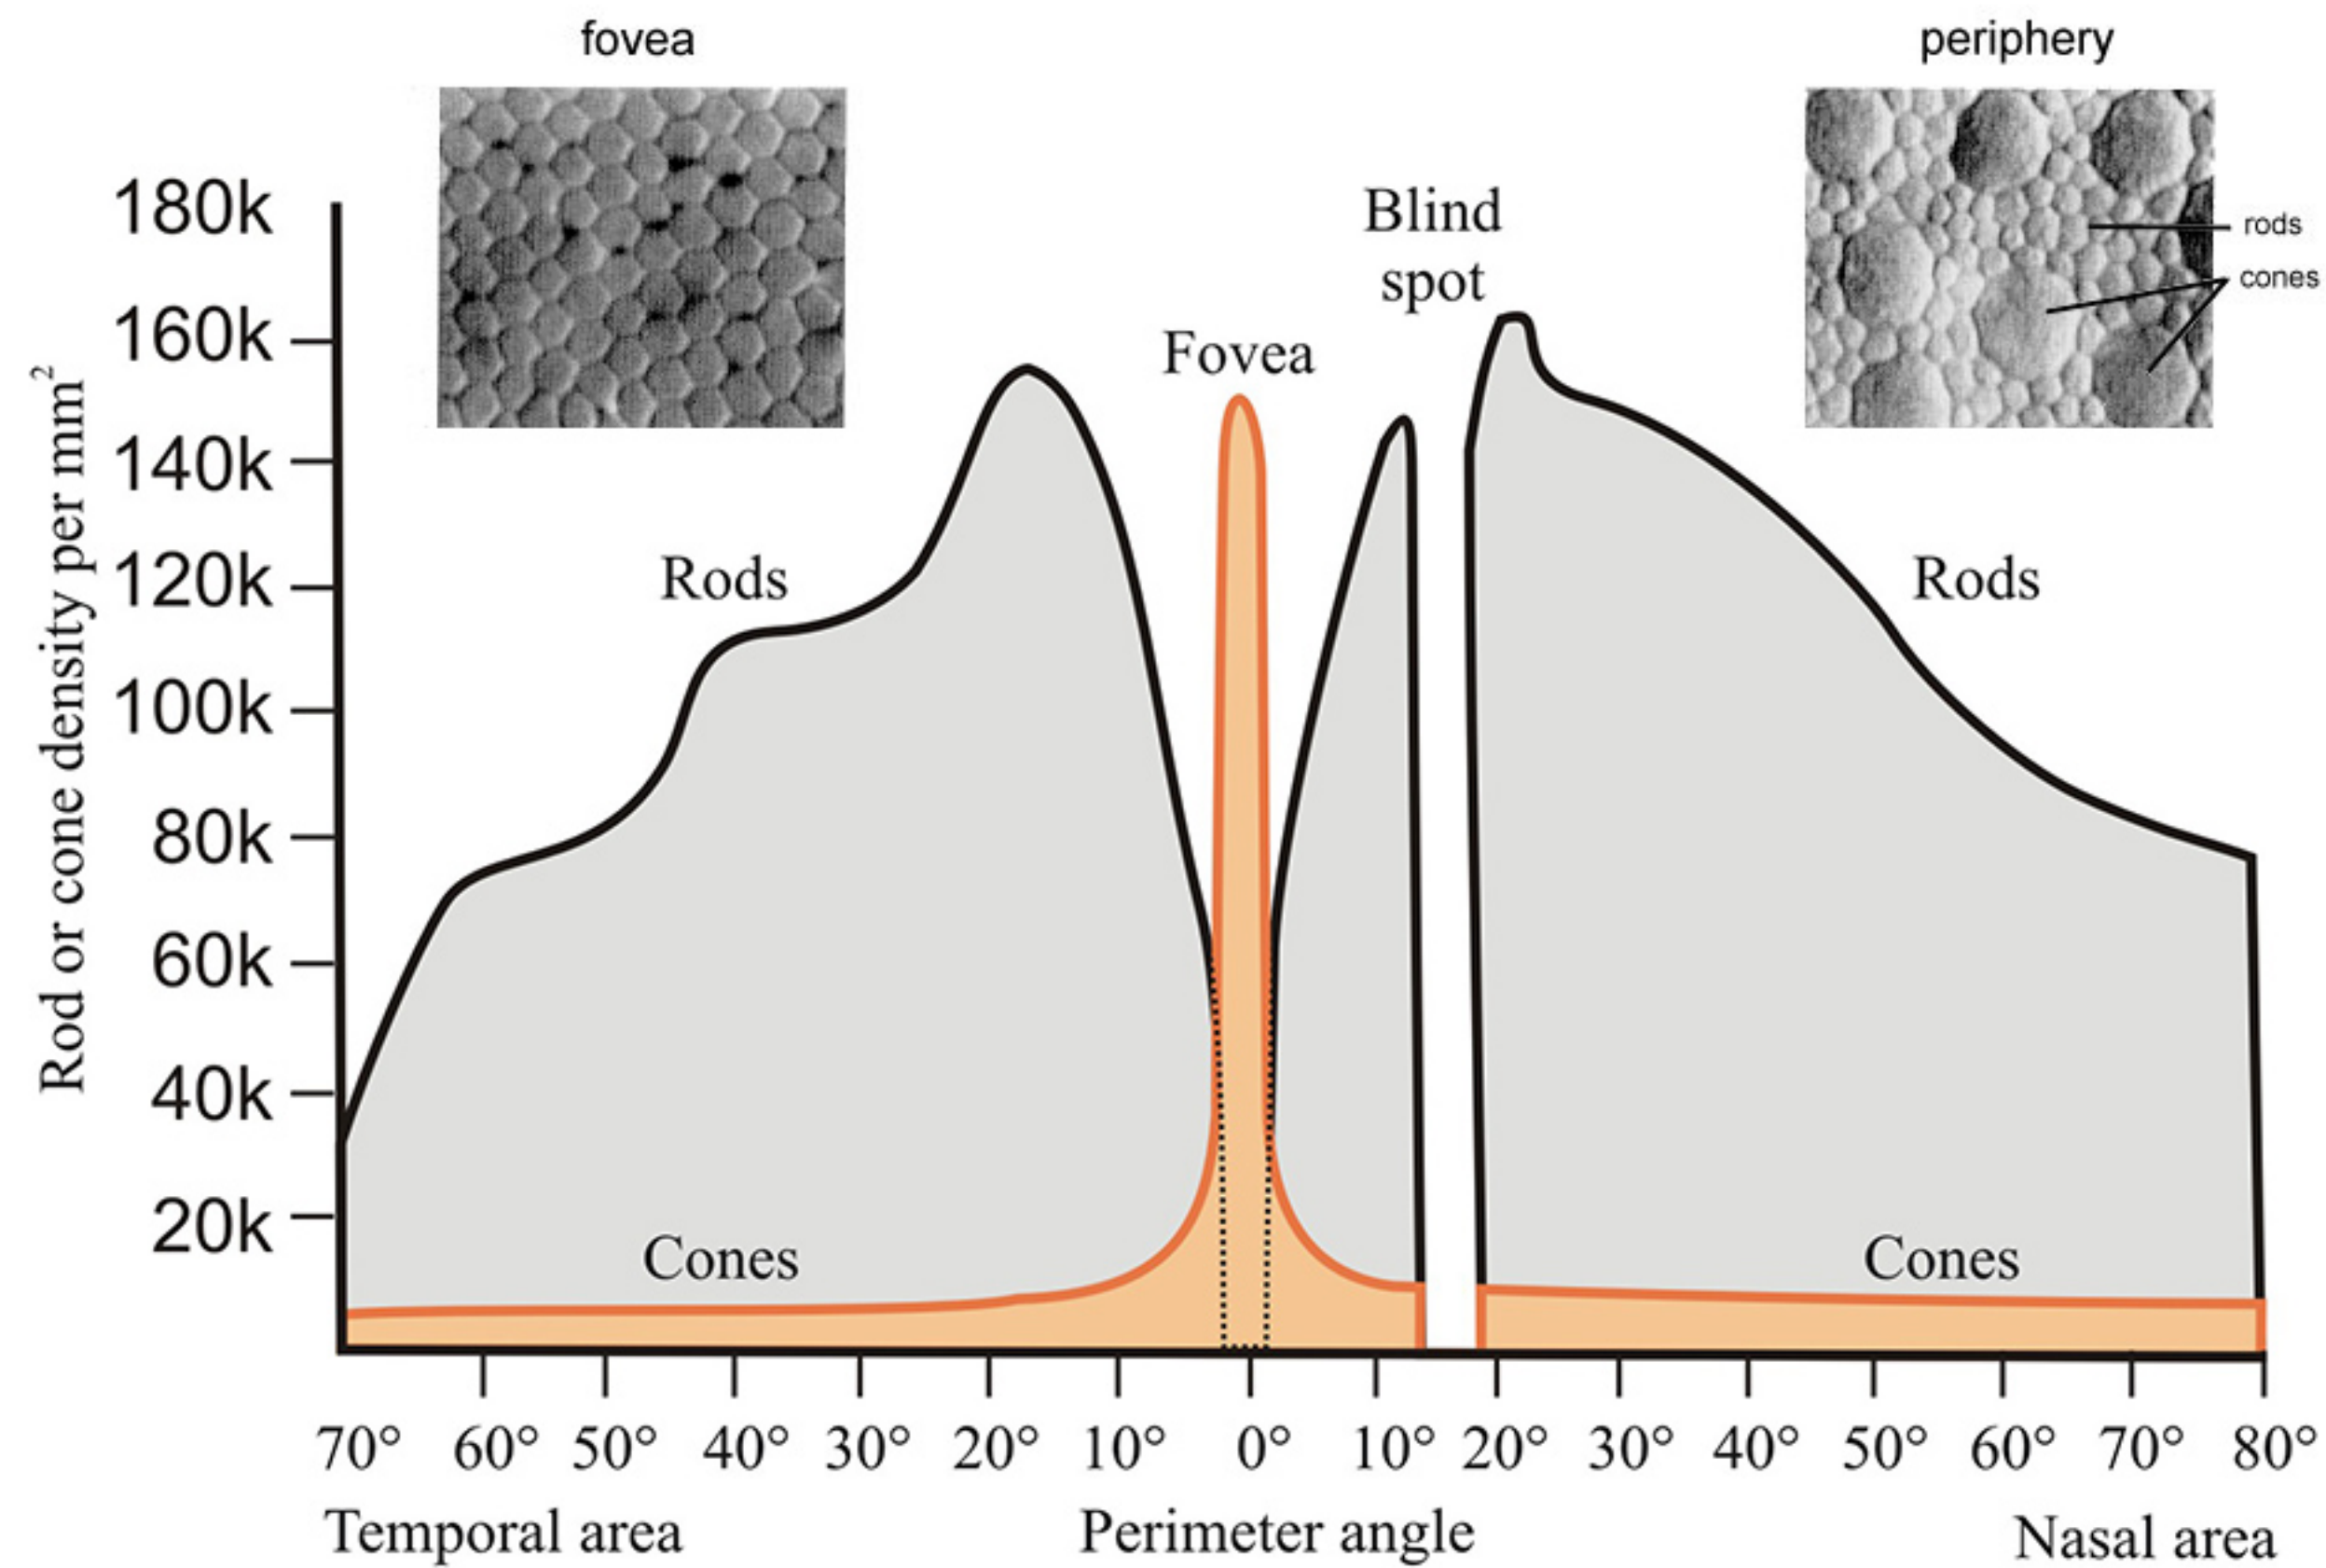 fovea
periphery
rods
cones
Blind
spot
Fovea
Rods
Rods
Cones
Cones
Rod or cone density per mm²
180k
160k
140k
120k
100k
80k
60k
40k
20k
70° 60° 50° 40° 30° 20° 10° 0° 10° 20° 30° 40° 50° 60° 70° 80°
Temporal area Perimeter angle Nasal area